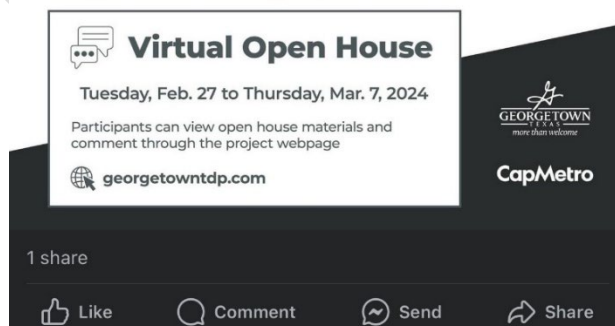 Virtual Open House
Tuesday, Feb. 27 to Thursday, Mar. 7, 2024
Participants can view open house materials and
comment through the project webpage
georgetowntdp.com
GEORGETOWN
TEXAS
more than welcome
CapMetro
1 share
Like
Comment
Send
Share